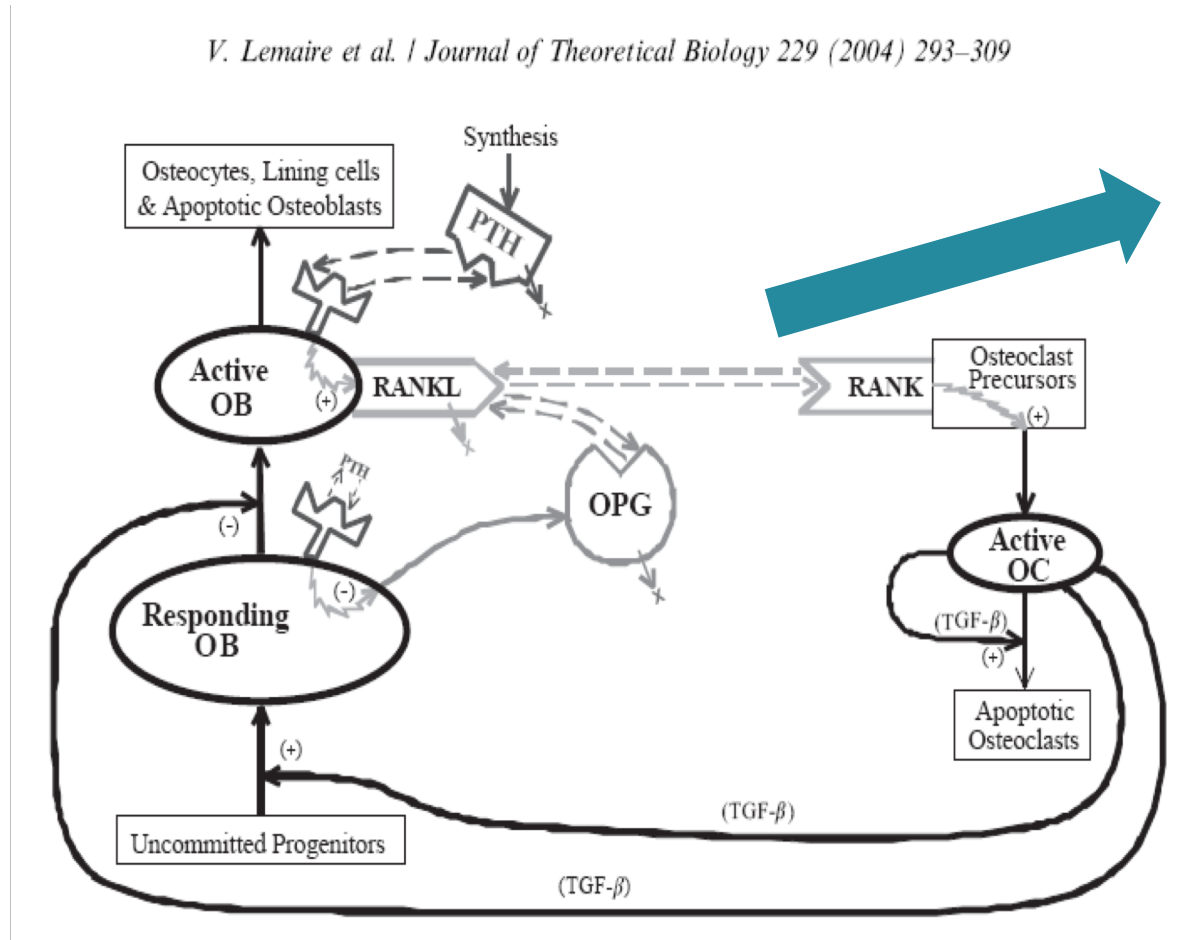 V. Lemaire et al. / Journal of Theoretical Biology 229 (2004) 293–309
Synthesis
Osteocytes, Lining cells
& Apoptotic Osteoblasts
PTH
x
Active
OB
(+)
RANKL
x
RANK
Osteoclast
Precursors
(+)
PTH
(-)
OPG
x
Active
OC
Responding
OB
(-)
(TGF-β)
(+)
Apoptotic
Osteoclasts
(+)
(TGF-β)
Uncommitted Progenitors
(TGF-β)